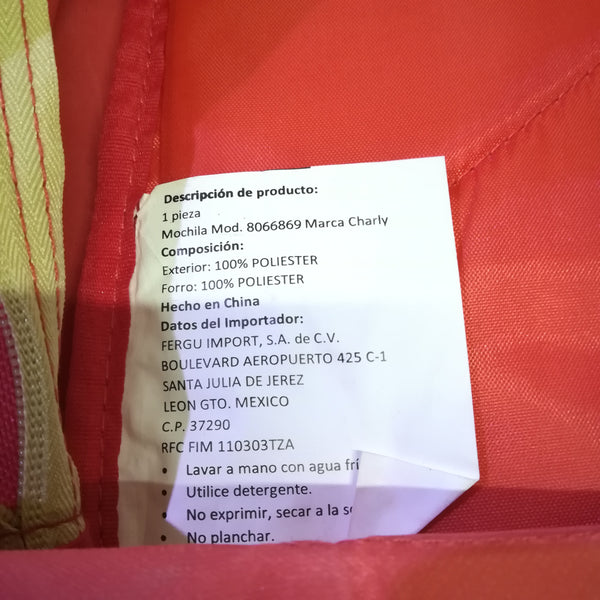 Descripción de producto:
1 pieza
Mochila Mod. 8066869 Marca Charly
Composición:
Exterior: 100% POLIESTER
Forro: 100% POLIESTER
Hecho en China
Datos del Importador:
FERGU IMPORT, S.A. de C.V.
BOULEVARD AEROPUERTO 425 C-1
SANTA JULIA DE JEREZ
LEON GTO. MEXICO
C.P. 37290
RFC FIM 110303TZA
• Lavar a mano con agua
• Utilice detergente.
• No exprimir, secar a la
• No planchar.